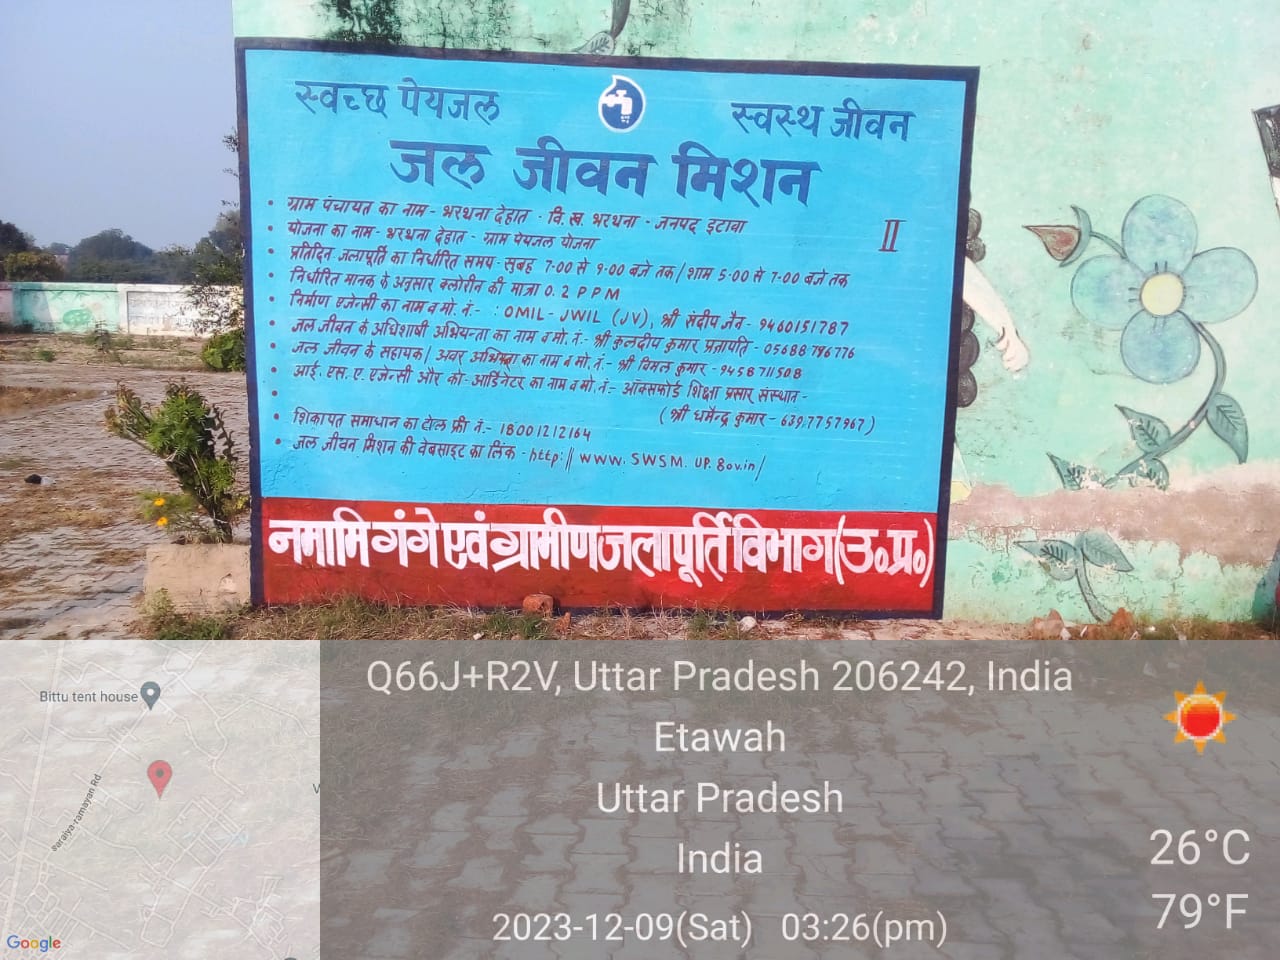 स्वच्छ पेयजल
स्वस्थ जीवन
जल जीवन मिशन
II
• ग्राम पंचायत का नाम - भरथना देहात - वि. ख. भरथना - जनपद इटावा
• योजना का नाम - भरथना देहात - ग्राम पेयजल योजना
• प्रतिदिन जलापूर्ति का निर्धारित समय - सुबह 7:00 से 9:00 बजे तक / शाम 5:00 से 7:00 बजे तक
• निर्धारित मानक के अनुसार क्लोरीन की मात्रा 0.2 PPM
• निर्माण एजेन्सी का नाम व मो. नं.- : OMIL - JWIL (JV), श्री संदीप जैन - 9460151787
• जल जीवन के अधिशाषी अभियन्ता का नाम व मो. नं.- श्री कुलदीप कुमार प्रजापति - 05688 796776
• जल जीवन के सहायक / अवर अभियन्ता का नाम व मो. नं.- श्री विमल कुमार - 9458711508
• आई. एस. ए. एजेन्सी और को- आर्डिनेटर का नाम व मो. नं.- ऑक्सफोर्ड शिक्षा प्रसार संस्थान -
• (श्री धर्मेन्द्र कुमार - 6397757967)
• शिकायत समाधान का टोल फ्री नं.- 18001212164
• जल जीवन मिशन की वेबसाइट का लिंक - http:// www. SWSM. UP. Gov.in/
नमामि गंगे एवं ग्रामीण जलापूर्ति विभाग (उ०प्र०)
Bittu tent house
saraiya-ramayan Rd
Google
Q66J+R2V, Uttar Pradesh 206242, India
Etawah
Uttar Pradesh
India
2023-12-09(Sat) 03:26(pm)
26°C
79°F